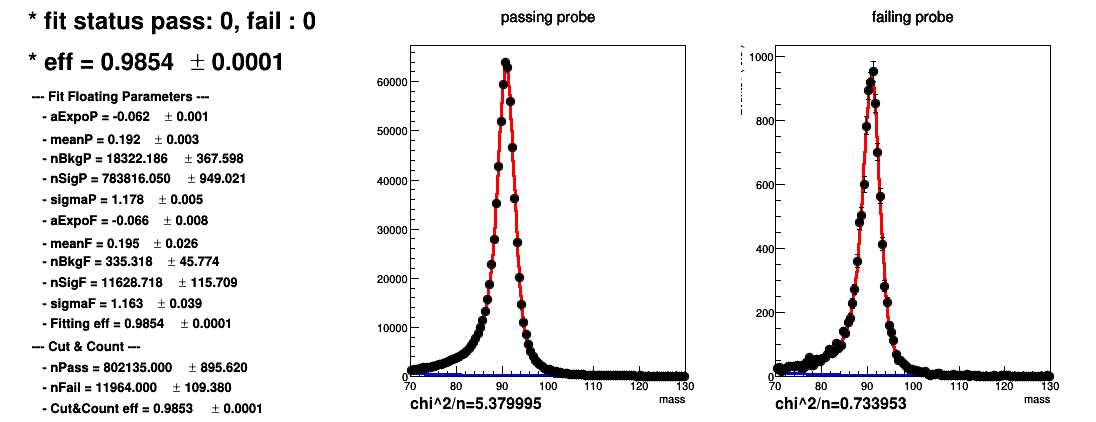 * fit status pass: 0, fail : 0
* eff = 0.9854 ± 0.0001
--- Fit Floating Parameters ---
- aExpoP = -0.062 ± 0.001
- meanP = 0.192 ± 0.003
- nBkgP = 18322.186 ± 367.598
- nSigP = 783816.050 ± 949.021
- sigmaP = 1.178 ± 0.005
- aExpoF = -0.066 ± 0.008
- meanF = 0.195 ± 0.026
- nBkgF = 335.318 ± 45.774
- nSigF = 11628.718 ± 115.709
- sigmaF = 1.163 ± 0.039
- Fitting eff = 0.9854 ± 0.0001
--- Cut & Count ---
- nPass = 802135.000 ± 895.620
- nFail = 11964.000 ± 109.380
- Cut&Count eff = 0.9853 ± 0.0001
passing probe
60000
50000
40000
30000
20000
10000
0
70 80 90 100 110 120 130
mass
chi^2/n=5.379995
failing probe
1000
800
600
400
200
0
70 80 90 100 110 120 130
mass
chi^2/n=0.733953